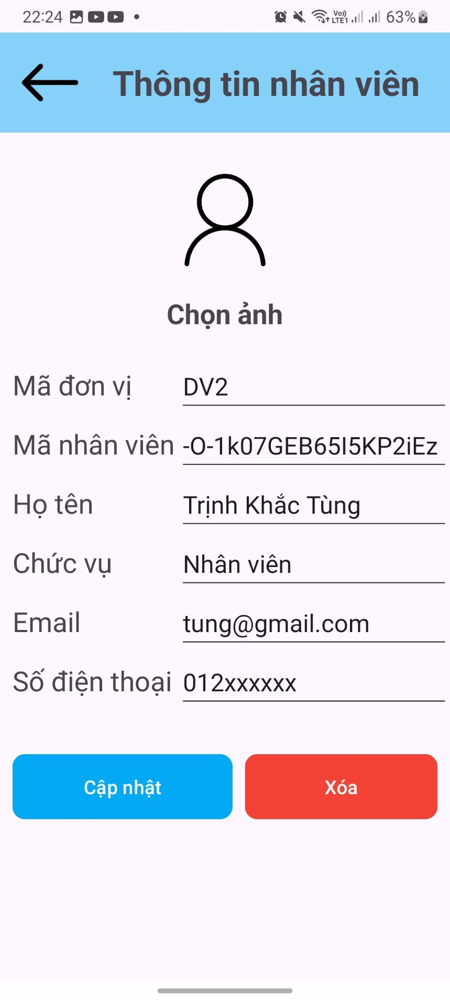 22:24 Vo)) LTE1 63%
Thông tin nhân viên
Chọn ảnh
Mã đơn vị DV2
Mã nhân viên -O-1k07GEB65I5KP2iEz
Họ tên Trịnh Khắc Tùng
Chức vụ Nhân viên
Email tung@gmail.com
Số điện thoại 012xxxxxx
Cập nhật Xóa